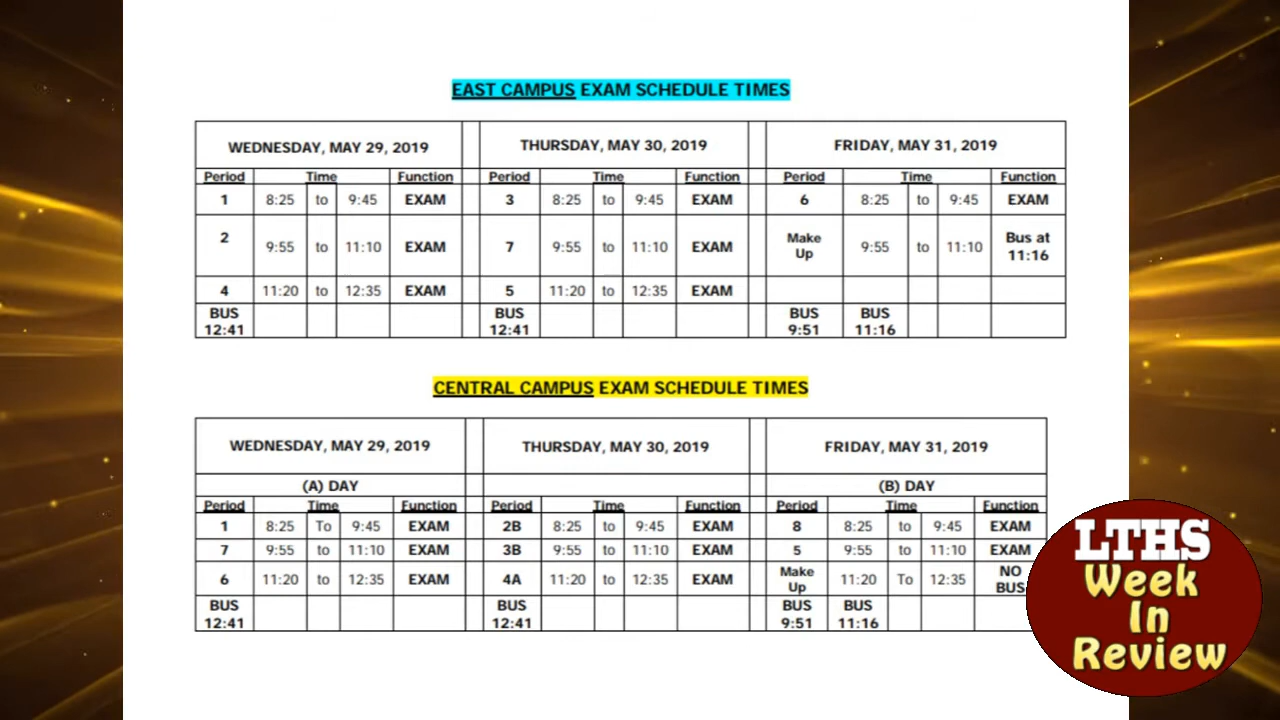 EAST CAMPUS EXAM SCHEDULE TIMES
WEDNESDAY, MAY 29, 2019 THURSDAY, MAY 30, 2019 FRIDAY, MAY 31, 2019
Period Time Function Period Time Function Period Time Function
1 8:25 to 9:45 EXAM 3 8:25 to 9:45 EXAM 6 8:25 to 9:45 EXAM
2 9:55 to 11:10 EXAM 7 9:55 to 11:10 EXAM Make Up 9:55 to 11:10 Bus at 11:16
4 11:20 to 12:35 EXAM 5 11:20 to 12:35 EXAM
BUS 12:41 BUS 12:41 BUS 9:51 BUS 11:16
CENTRAL CAMPUS EXAM SCHEDULE TIMES
WEDNESDAY, MAY 29, 2019 THURSDAY, MAY 30, 2019 FRIDAY, MAY 31, 2019
(A) DAY (B) DAY
Period Time Function Period Time Function Period Time Function
1 8:25 To 9:45 EXAM 2B 8:25 to 9:45 EXAM 8 8:25 to 9:45 EXAM
7 9:55 to 11:10 EXAM 3B 9:55 to 11:10 EXAM 5 9:55 to 11:10 EXAM
6 11:20 to 12:35 EXAM 4A 11:20 to 12:35 EXAM Make Up 11:20 To 12:35 NO BUS
BUS 12:41 BUS 12:41 BUS 9:51 BUS 11:16
LTHS
Week
In
Review